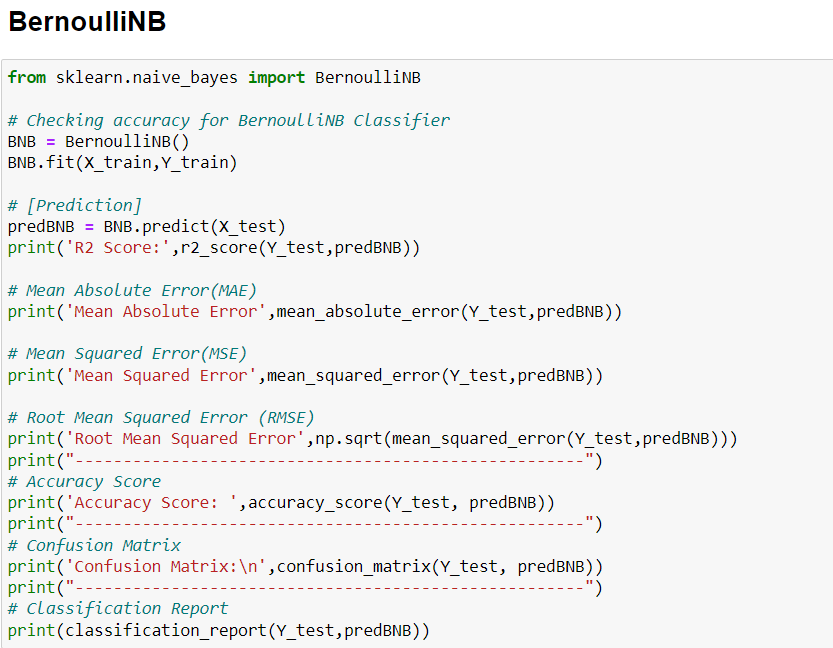 BernoulliNB
from sklearn.naive_bayes import BernoulliNB
# Checking accuracy for BernoulliNB Classifier
BNB = BernoulliNB()
BNB.fit(X_train,Y_train)
# [Prediction]
predBNB = BNB.predict(X_test)
print('R2 Score:',r2_score(Y_test,predBNB))
# Mean Absolute Error(MAE)
print('Mean Absolute Error',mean_absolute_error(Y_test,predBNB))
# Mean Squared Error(MSE)
print('Mean Squared Error',mean_squared_error(Y_test,predBNB))
# Root Mean Squared Error (RMSE)
print('Root Mean Squared Error',np.sqrt(mean_squared_error(Y_test,predBNB)))
print("-----------------------------------------------------")
# Accuracy Score
print('Accuracy Score: ',accuracy_score(Y_test, predBNB))
print("-----------------------------------------------------")
# Confusion Matrix
print('Confusion Matrix:\n',confusion_matrix(Y_test, predBNB))
print("-----------------------------------------------------")
# Classification Report
print(classification_report(Y_test,predBNB))